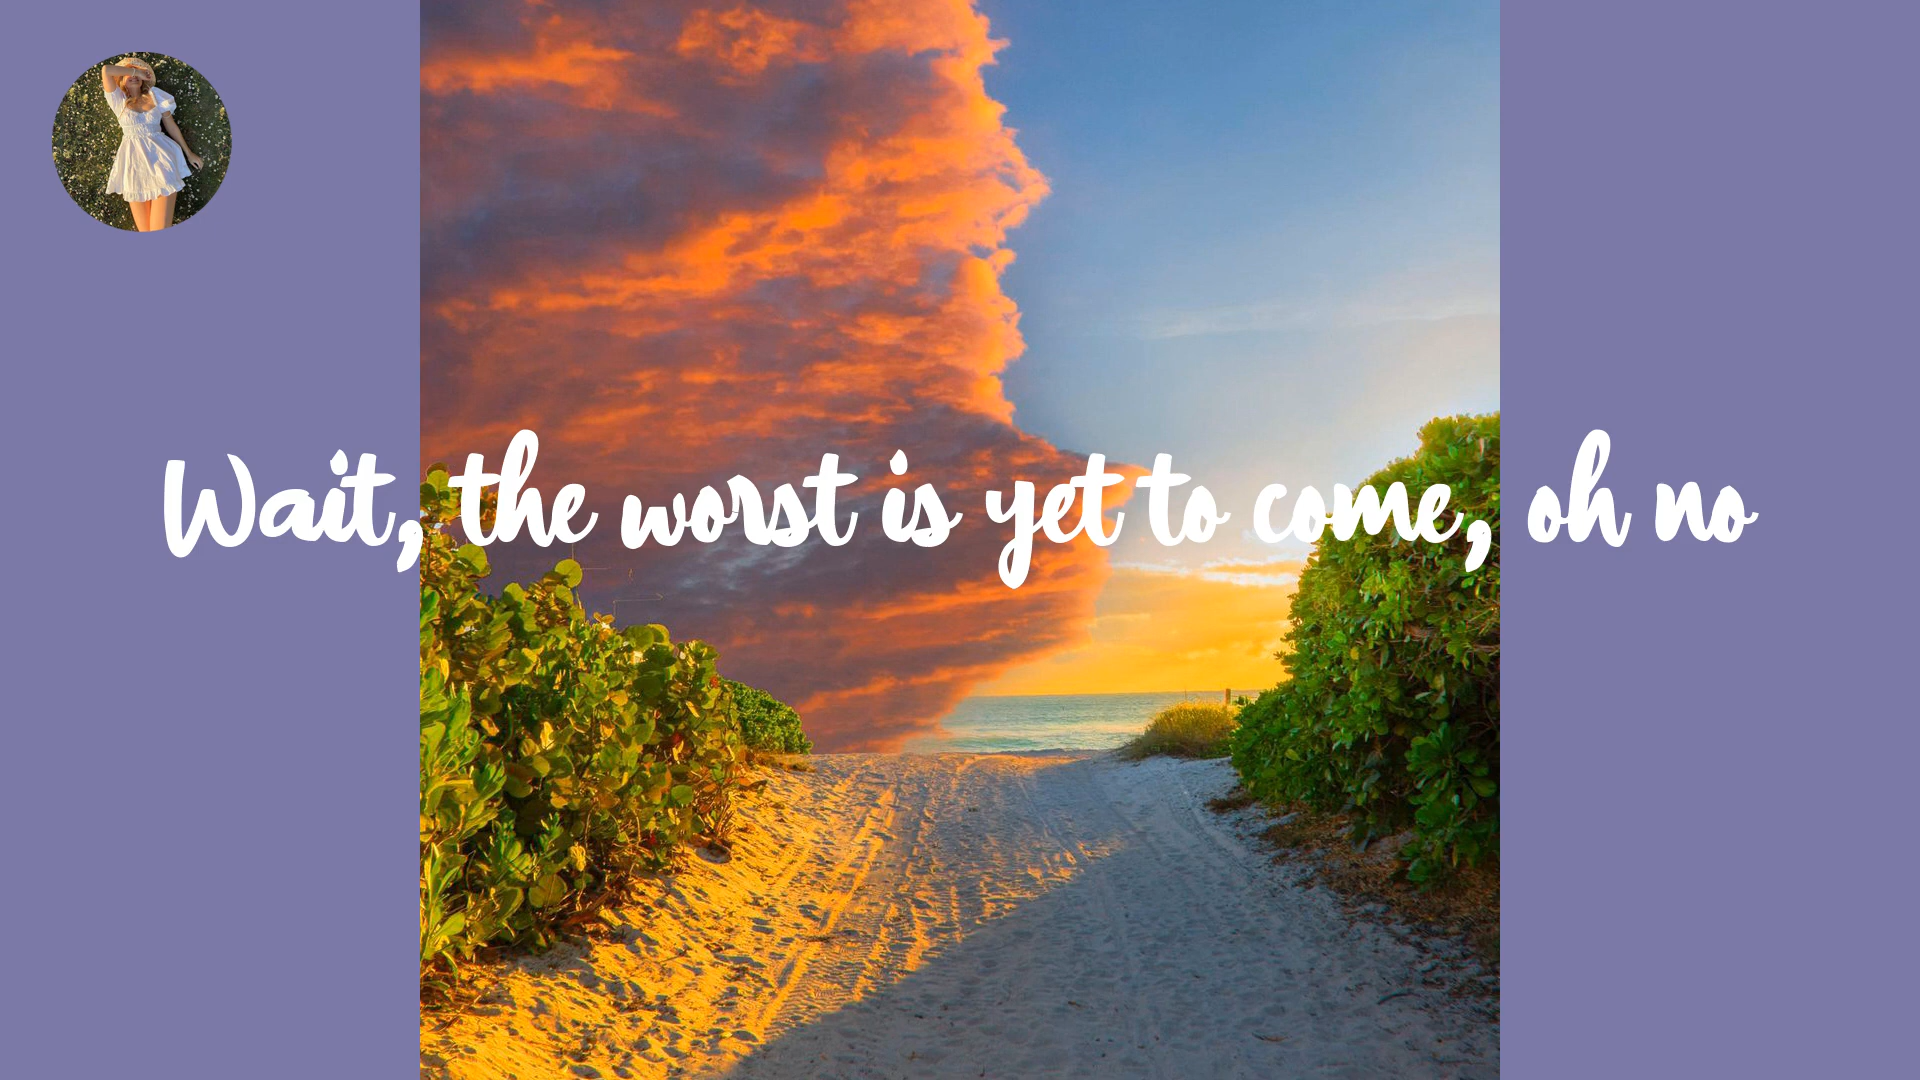 Wait, the worst is yet to come, oh no